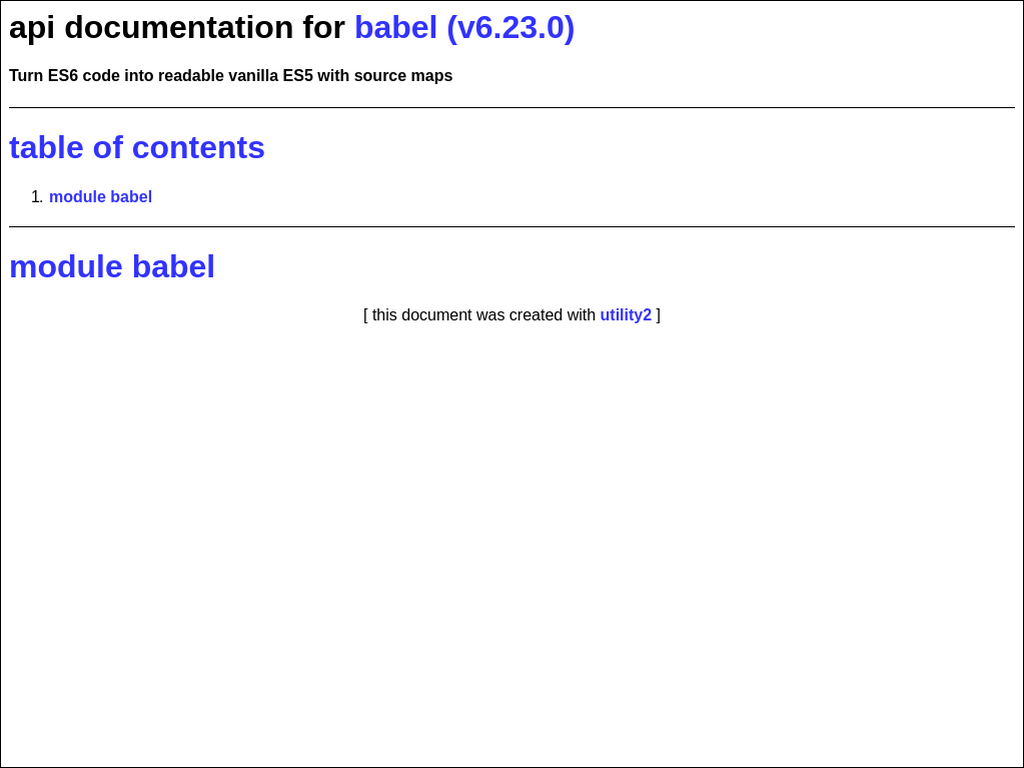 api documentation for babel (v6.23.0)
Turn ES6 code into readable vanilla ES5 with source maps
table of contents
1. module babel
module babel
[ this document was created with utility2 ]